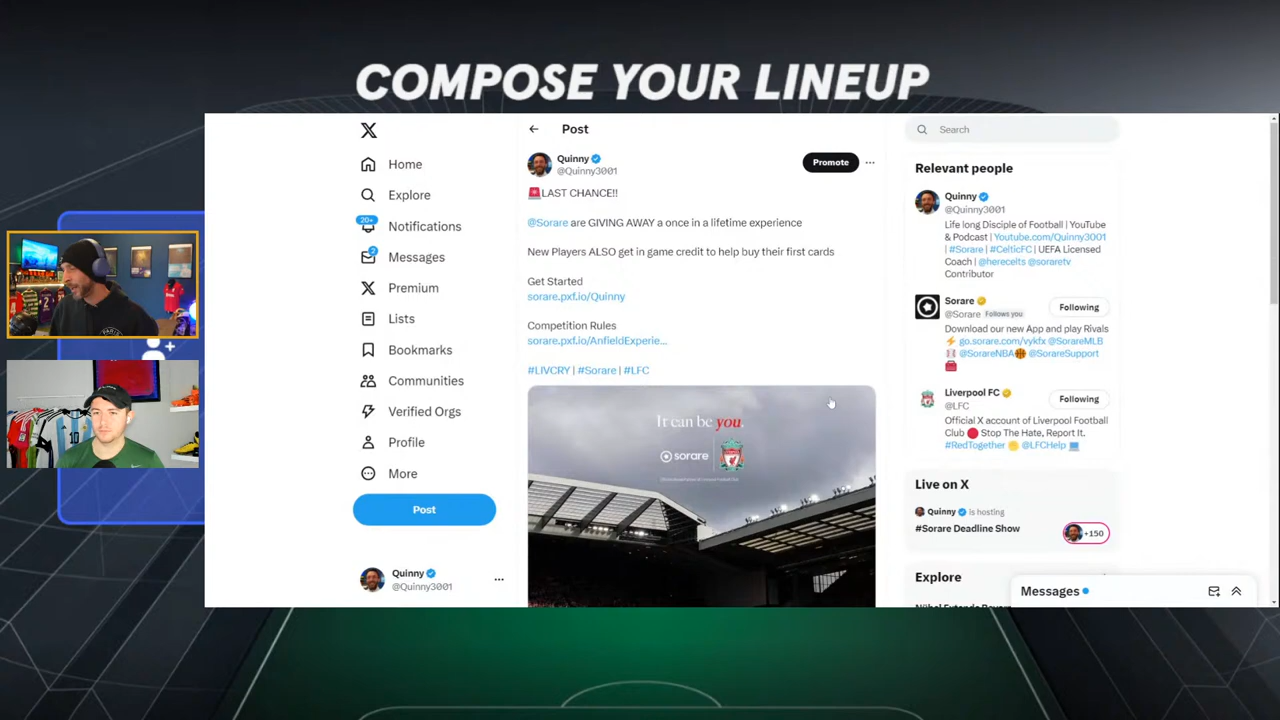 COMPOSE YOUR LINEUP
X
Home
Explore
20+
Notifications
2
Messages
Premium
Lists
Bookmarks
Communities
Verified Orgs
Profile
More
Post
Quinny
@Quinny3001
Post
Quinny
@Quinny3001
Promote
🚨LAST CHANCE!!
@Sorare are GIVING AWAY a once in a lifetime experience
New Players ALSO get in game credit to help buy their first cards
Get Started
sorare.pxf.io/Quinny
Competition Rules
sorare.pxf.io/AnfieldExperie...
#LIVCRY | #Sorare | #LFC
It can be you.
sorare
Search
Relevant people
Quinny
@Quinny3001
Life long Disciple of Football | YouTube
& Podcast | Youtube.com/Quinny3001
| #Sorare | #CelticFC | UEFA Licensed
Coach | @herecelts @soraretv
Contributor
Sorare
@Sorare Follows you
Following
Download our new App and play Rivals
⚡ go.sorare.com/vykfx @SorareMLB
⚾ @SorareNBA🏀 @SorareSupport
Liverpool FC
@LFC
Following
Official X account of Liverpool Football
Club 🔴 Stop The Hate, Report It.
#RedTogether ✊ @LFCHelp 💻
Live on X
Quinny is hosting
#Sorare Deadline Show
+150
Explore
Messages